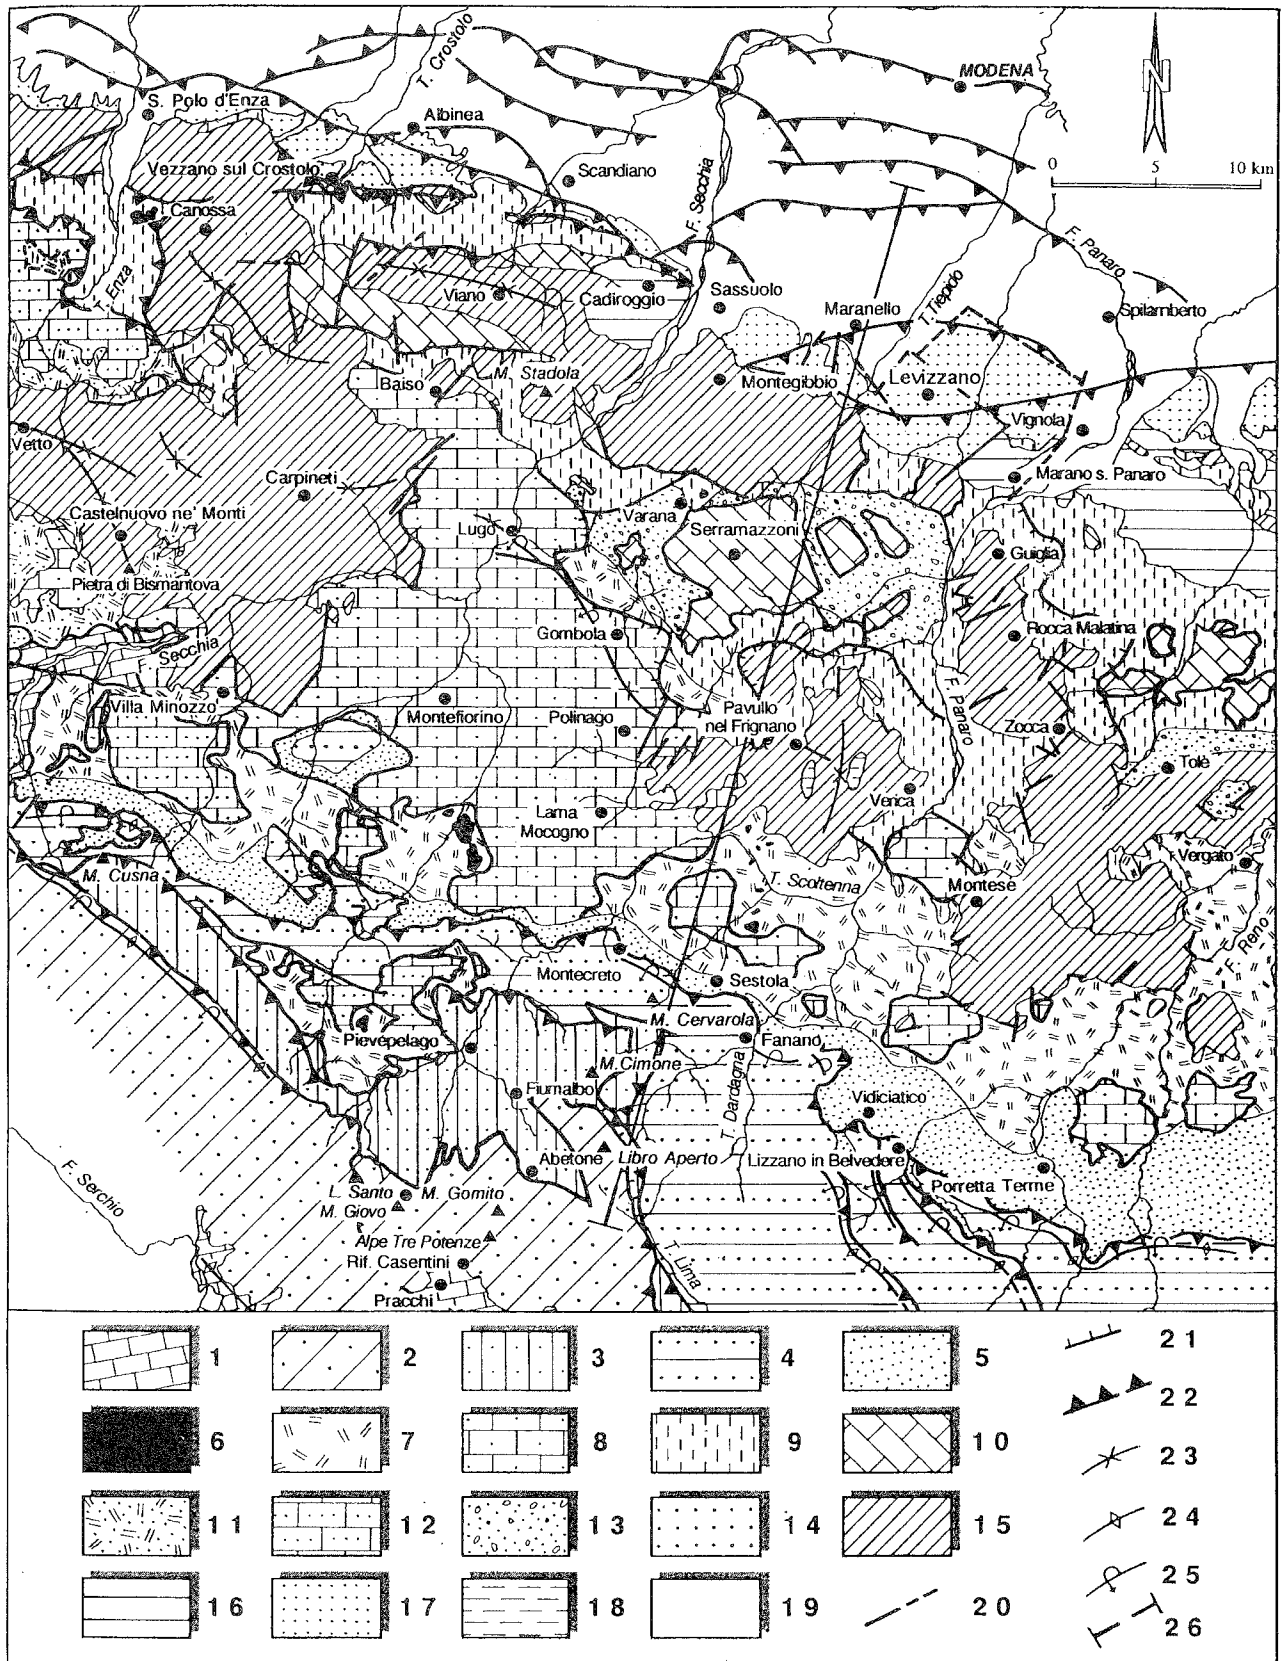 T. Crostolo
MODENA
N
S. Polo d'Enza
Albinea
0 5 10 km
Vezzano sul Crostolo
Scandiano
F. Secchia
Canossa
F. Panaro
T. Enza
Viano
Cadiroggio
Sassuolo
Maranello
T. Tiepido
Spilamberto
Baiso
M. Stadola
Montegibbio
Levizzano
Vignola
Vetto
Carpineti
Marano s. Panaro
Castelnuovo ne' Monti
Lugo
Varana
Serramazzoni
Guiglia
Pietra di Bismantova
Gombola
Rocca Malatina
F. Secchia
Villa Minozzo
Montefiorino
Polinago
Pavullo
nel Frignano
F. Panaro
Zocca
Tolè
Lama
Mocogno
Verica
Vergato
M. Cusna
T. Scoltenna
Montese
F. Reno
Montecreto
Sestola
M. Cervarola
Pievepelago
Fanano
M. Cimone
Fiumalbo
T. Dardagna
Vidiciatico
Abetone
Libro Aperto
Lizzano in Belvedere
Porretta Terme
F. Serchio
L. Santo
M. Gomito
M. Giovo
Alpe Tre Potenze
Rif. Casentini
T. Lima
Pracchi
1 2 3 4 5 21
22
6 7 8 9 10 23
11 12 13 14 15 24
25
16 17 18 19 20 26